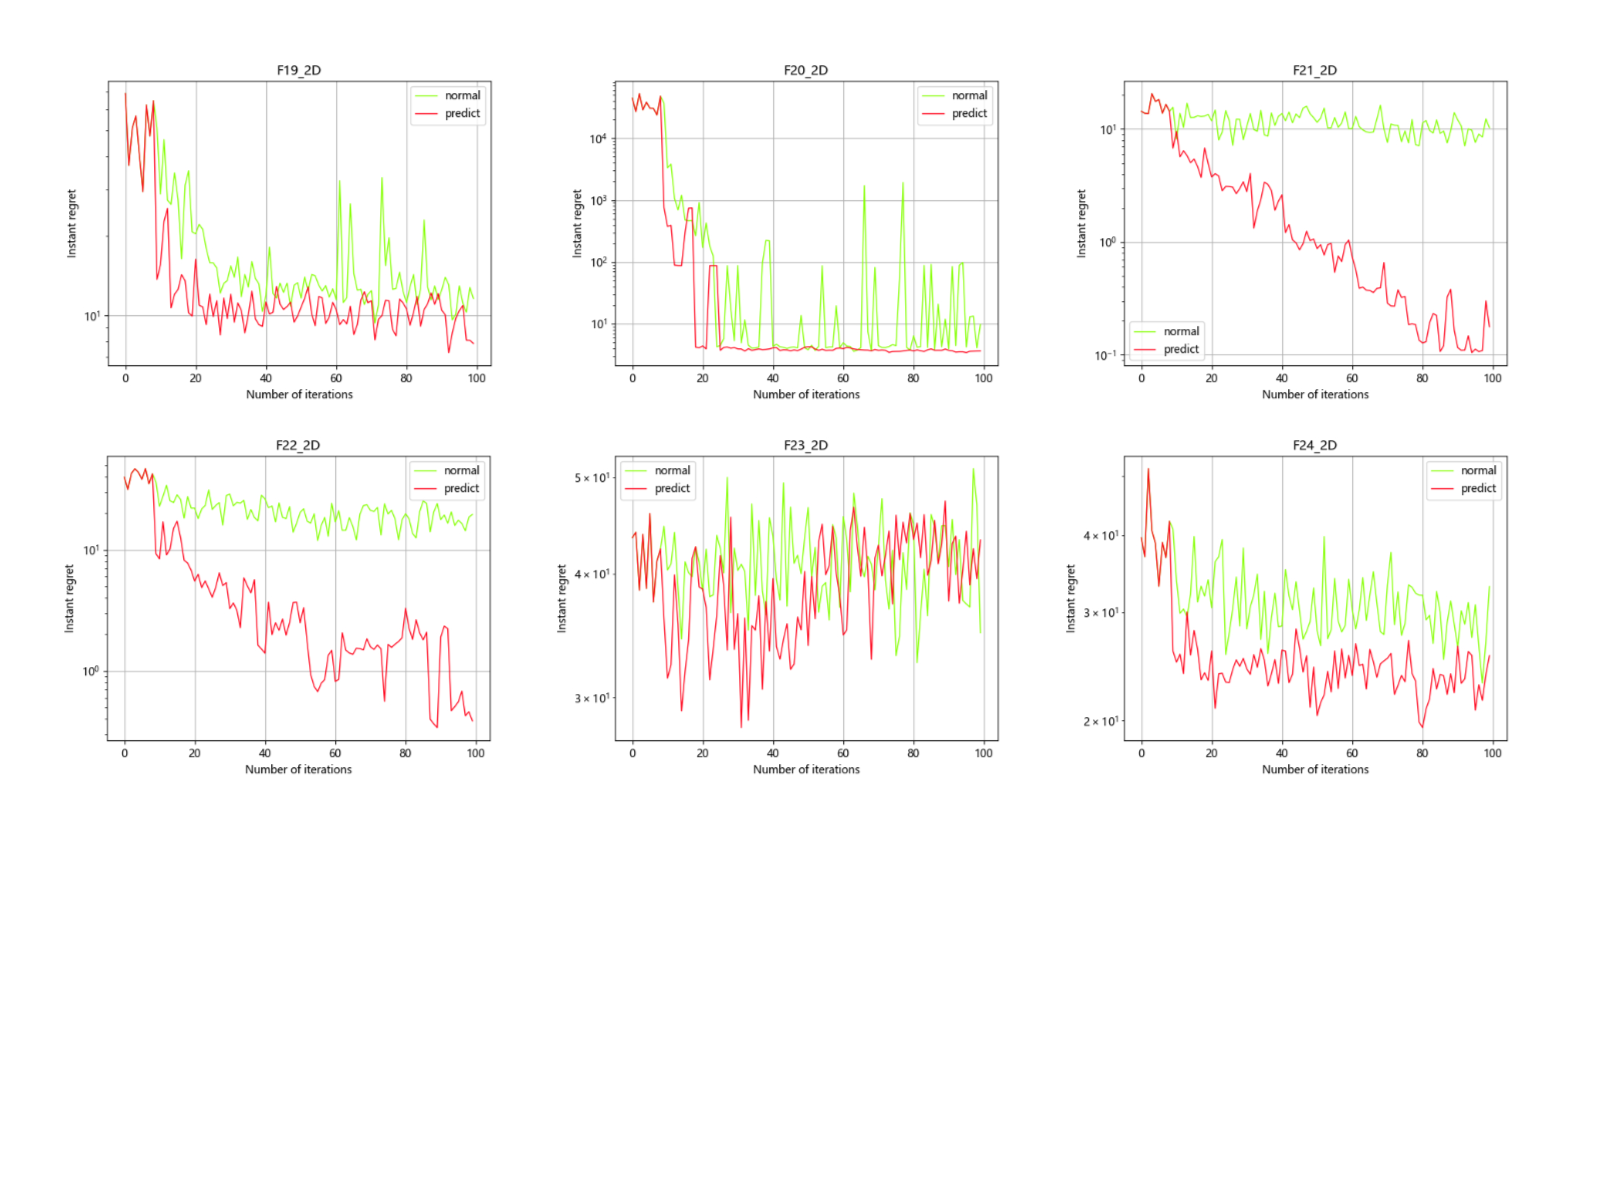 F19_2D
normal
predict
Instant regret
10¹
0 20 40 60 80 100
Number of iterations
F20_2D
normal
predict
Instant regret
10⁴
10³
10²
10¹
0 20 40 60 80 100
Number of iterations
F21_2D
normal
predict
Instant regret
10¹
10⁰
10⁻¹
0 20 40 60 80 100
Number of iterations
F22_2D
normal
predict
Instant regret
10¹
10⁰
0 20 40 60 80 100
Number of iterations
F23_2D
normal
predict
Instant regret
5 × 10¹
4 × 10¹
3 × 10¹
0 20 40 60 80 100
Number of iterations
F24_2D
normal
predict
Instant regret
4 × 10¹
3 × 10¹
2 × 10¹
0 20 40 60 80 100
Number of iterations